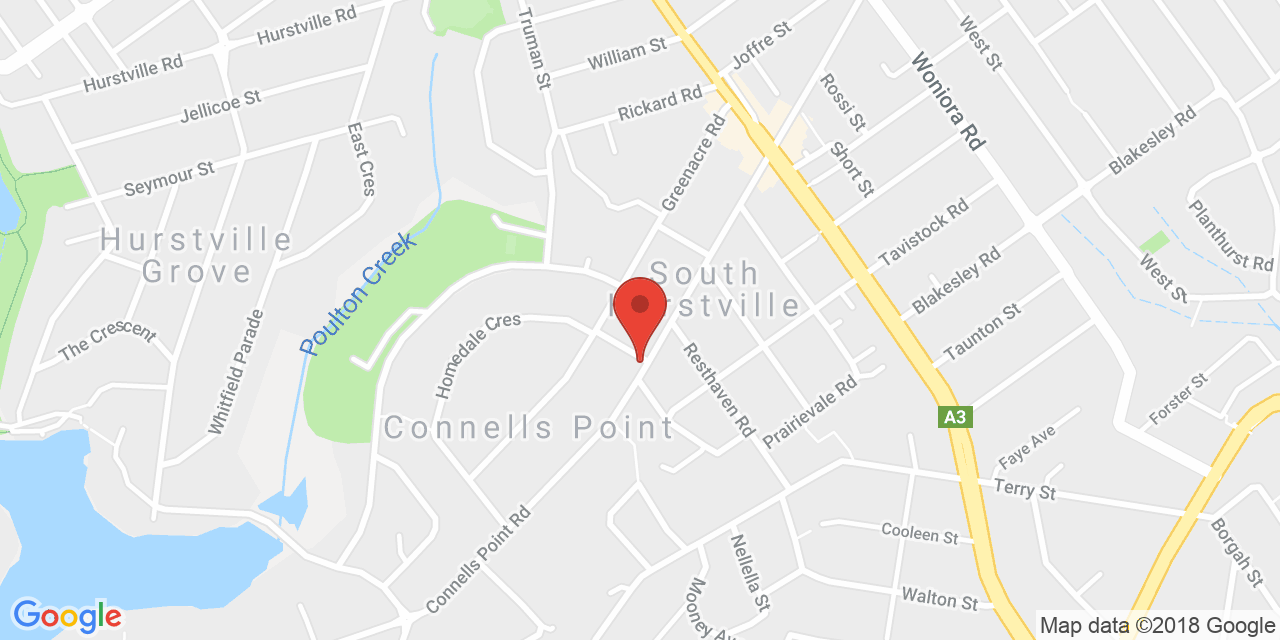 Hurstville Rd
Truman St
William St
Joffre St
West St
Hurstville Rd
Woniora Rd
Jellicoe St
Rickard Rd
Rossi St
East Cres
Greenacre Rd
Blakesley Rd
Short St
Seymour St
Hurstville
Grove
Poulton Creek
Tavistock Rd
Planthurst Rd
South
Hurstville
Blakesley Rd
West St
The Crescent
Whitfield Parade
Homedale Cres
Taunton St
Resthaven Rd
Prairievale Rd
Forster St
A3
Connells Point
Faye Ave
Terry St
Connells Point Rd
Cooleen St
Borgah St
Nellella St
Mooney Ave
Walton St
Google
Map data ©2018 Google